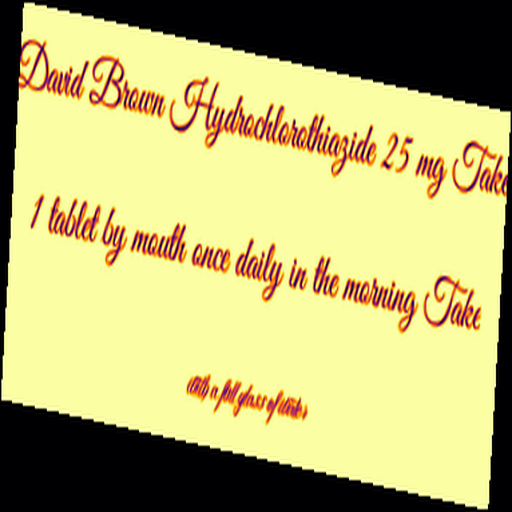 David Brown Hydrochlorothiazide 25 mg Take
1 tablet by mouth once daily in the morning Take
with a full glass of water